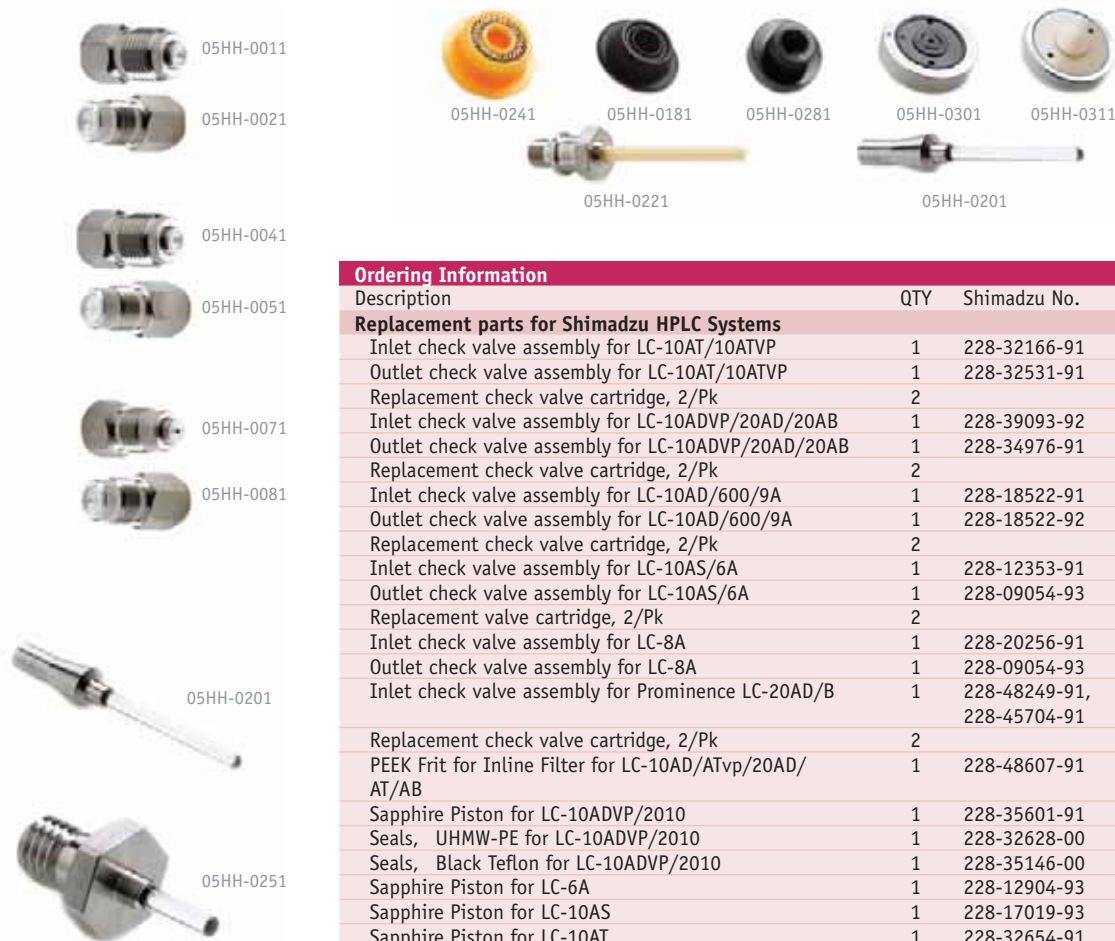 05HH-0011
05HH-0021
05HH-0041
05HH-0051
05HH-0071
05HH-0081
05HH-0201
05HH-0251
05HH-0241 05HH-0181 05HH-0281 05HH-0301 05HH-0311
05HH-0221 05HH-0201
Ordering Information
Description QTY Shimadzu No.
Replacement parts for Shimadzu HPLC Systems
Inlet check valve assembly for LC-10AT/10ATVP 1 228-32166-91
Outlet check valve assembly for LC-10AT/10ATVP 1 228-32531-91
Replacement check valve cartridge, 2/Pk 2
Inlet check valve assembly for LC-10ADVP/20AD/20AB 1 228-39093-92
Outlet check valve assembly for LC-10ADVP/20AD/20AB 1 228-34976-91
Replacement check valve cartridge, 2/Pk 2
Inlet check valve assembly for LC-10AD/600/9A 1 228-18522-91
Outlet check valve assembly for LC-10AD/600/9A 1 228-18522-92
Replacement check valve cartridge, 2/Pk 2
Inlet check valve assembly for LC-10AS/6A 1 228-12353-91
Outlet check valve assembly for LC-10AS/6A 1 228-09054-93
Replacement valve cartridge, 2/Pk 2
Inlet check valve assembly for LC-8A 1 228-20256-91
Outlet check valve assembly for LC-8A 1 228-09054-93
Inlet check valve assembly for Prominence LC-20AD/B 1 228-48249-91,
228-45704-91
Replacement check valve cartridge, 2/Pk 2
PEEK Frit for Inline Filter for LC-10AD/ATvp/20AD/ 1 228-48607-91
AT/AB
Sapphire Piston for LC-10ADVP/2010 1 228-35601-91
Seals, UHMW-PE for LC-10ADVP/2010 1 228-32628-00
Seals, Black Teflon for LC-10ADVP/2010 1 228-35146-00
Sapphire Piston for LC-6A 1 228-12904-93
Sapphire Piston for LC-10AS 1 228-17019-93
Sapphire Piston for LC-10AT 1 228-32654-91